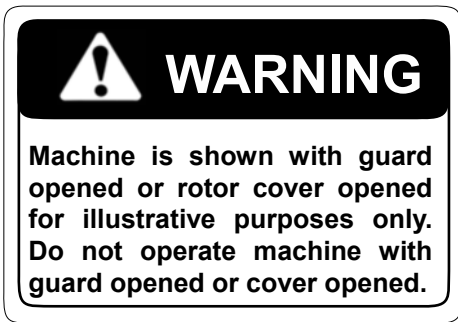 WARNING
Machine is shown with guard
opened or rotor cover opened
for illustrative purposes only.
Do not operate machine with
guard opened or cover opened.